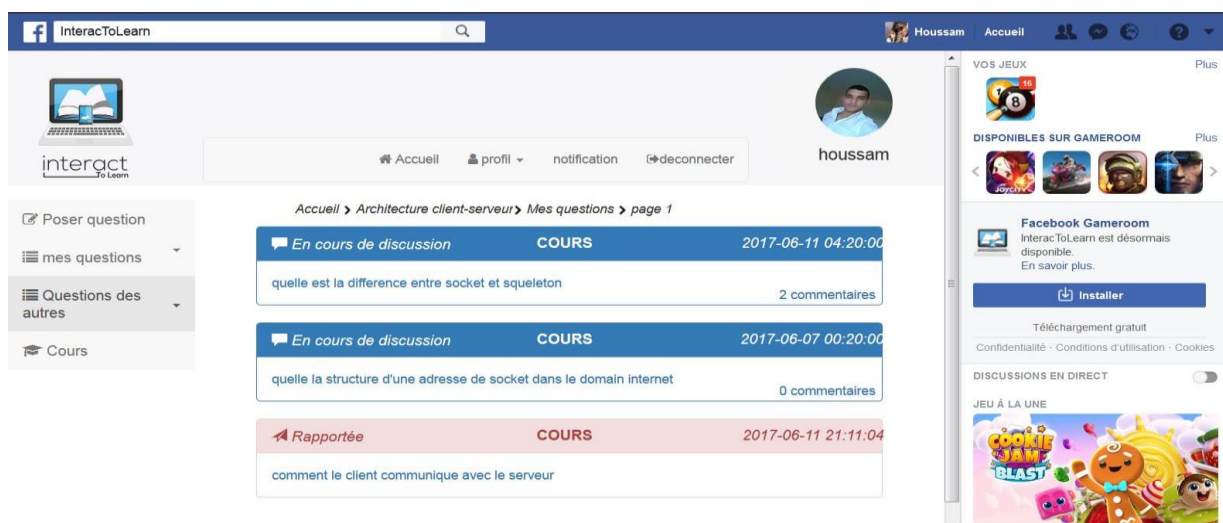 InteracToLearn
Houssam Accueil
interact
To Learn
Accueil profil notification deconnecter
houssam
Poser question
mes questions
Questions des
autres
Cours
Accueil > Architecture client-serveur > Mes questions > page 1
En cours de discussion COURS 2017-06-11 04:20:00
quelle est la difference entre socket et squeleton
2 commentaires
En cours de discussion COURS 2017-06-07 00:20:00
quelle la structure d'une adresse de socket dans le domain internet
0 commentaires
Rapportée COURS 2017-06-11 21:11:04
comment le client communique avec le serveur
VOS JEUX Plus
16
8
DISPONIBLES SUR GAMEROOM Plus
JOYCITY
Facebook Gameroom
InteracToLearn est désormais
disponible.
En savoir plus.
Installer
Téléchargement gratuit
Confidentialité · Conditions d'utilisation · Cookies
DISCUSSIONS EN DIRECT
JEU À LA UNE
COOKIE
JAM
BLAST